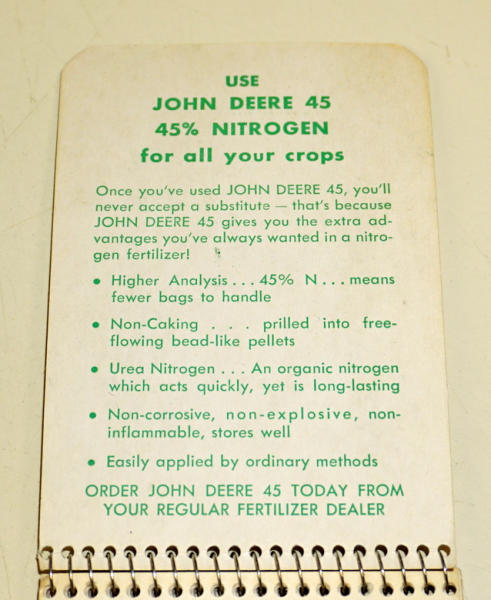 USE
JOHN DEERE 45
45% NITROGEN
for all your crops
Once you've used JOHN DEERE 45, you'll
never accept a substitute — that's because
JOHN DEERE 45 gives you the extra ad-
vantages you've always wanted in a nitro-
gen fertilizer!
• Higher Analysis . . . 45% N . . . means
fewer bags to handle
• Non-Caking . . . prilled into free-
flowing bead-like pellets
• Urea Nitrogen . . . An organic nitrogen
which acts quickly, yet is long-lasting
• Non-corrosive, non-explosive, non-
inflammable, stores well
• Easily applied by ordinary methods
ORDER JOHN DEERE 45 TODAY FROM
YOUR REGULAR FERTILIZER DEALER